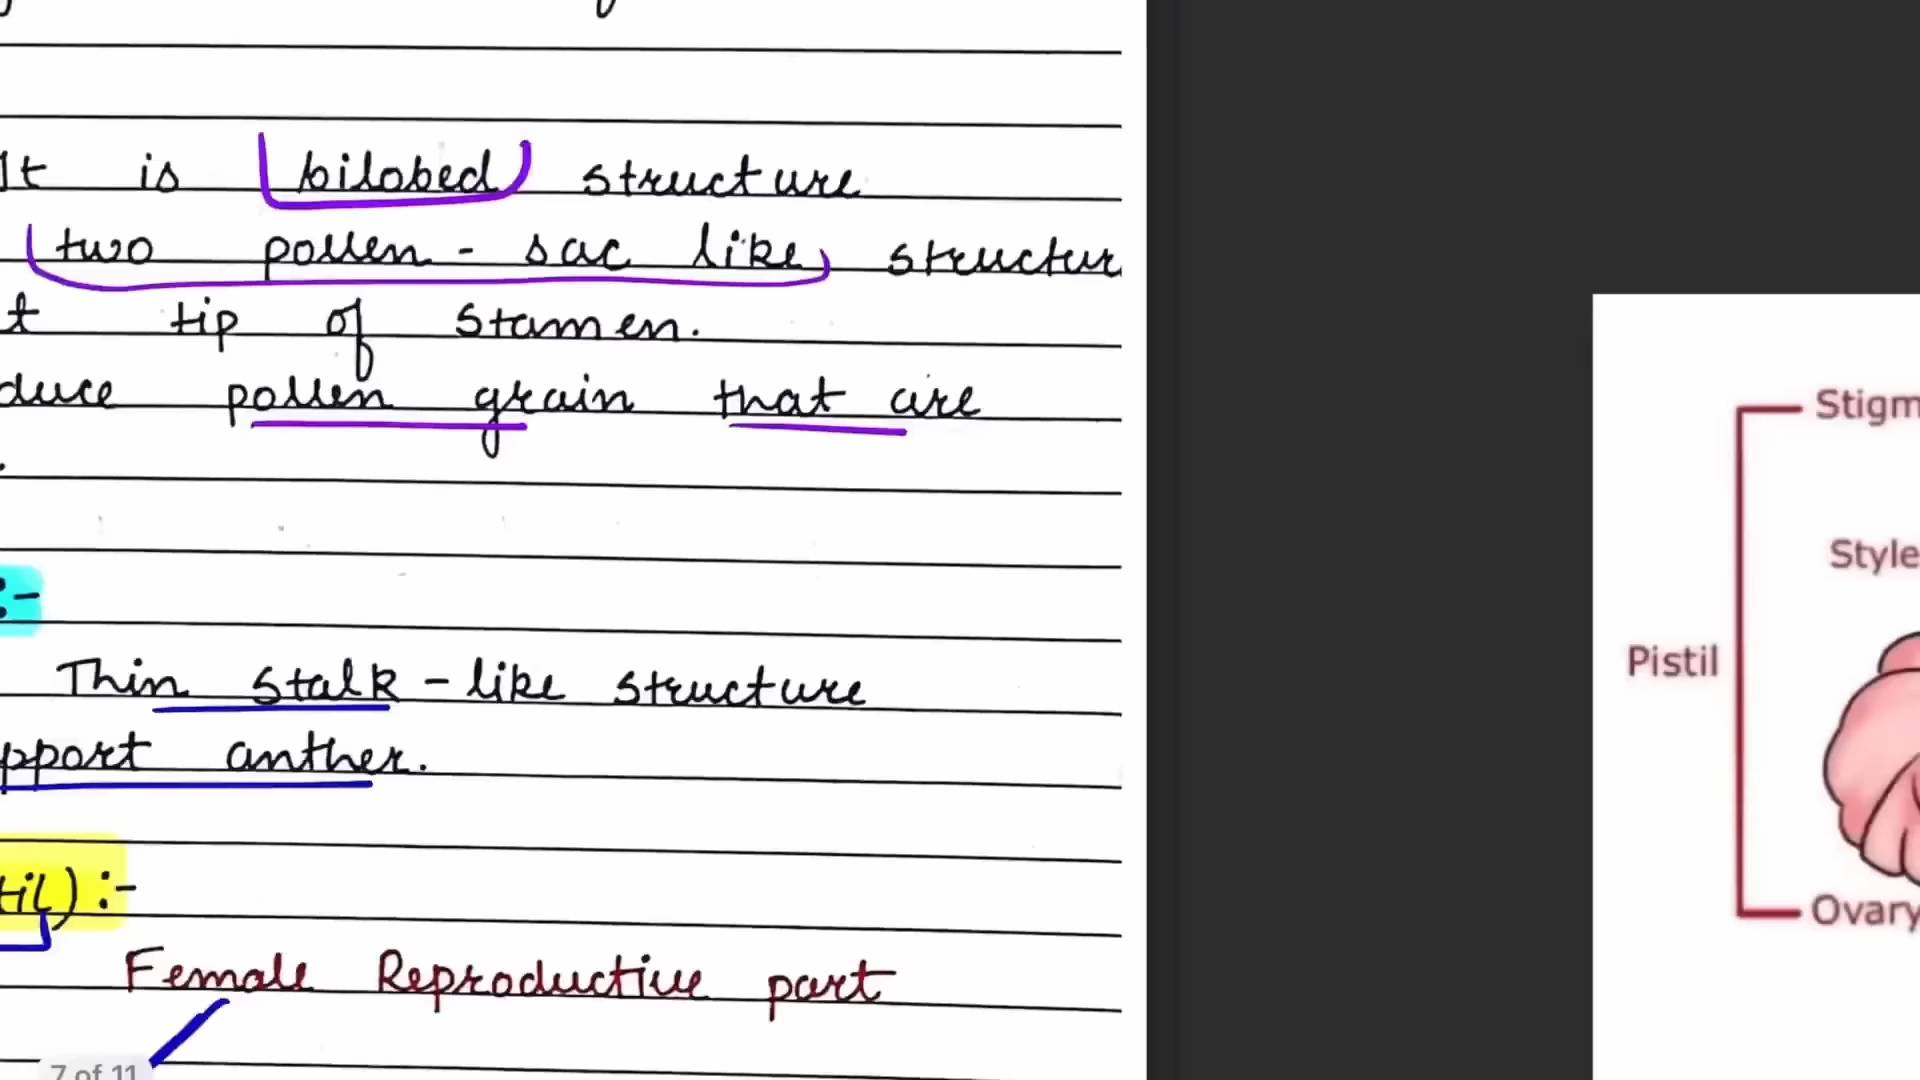 It is bilobed structure
two pollen - sac like structur
t tip of stamen.
duce pollen grain that are
.
:-
Thin stalk - like structure
pport anther.
til) :-
Female Reproductive part
7 of 11
Stigm
Style
Pistil
Ovary